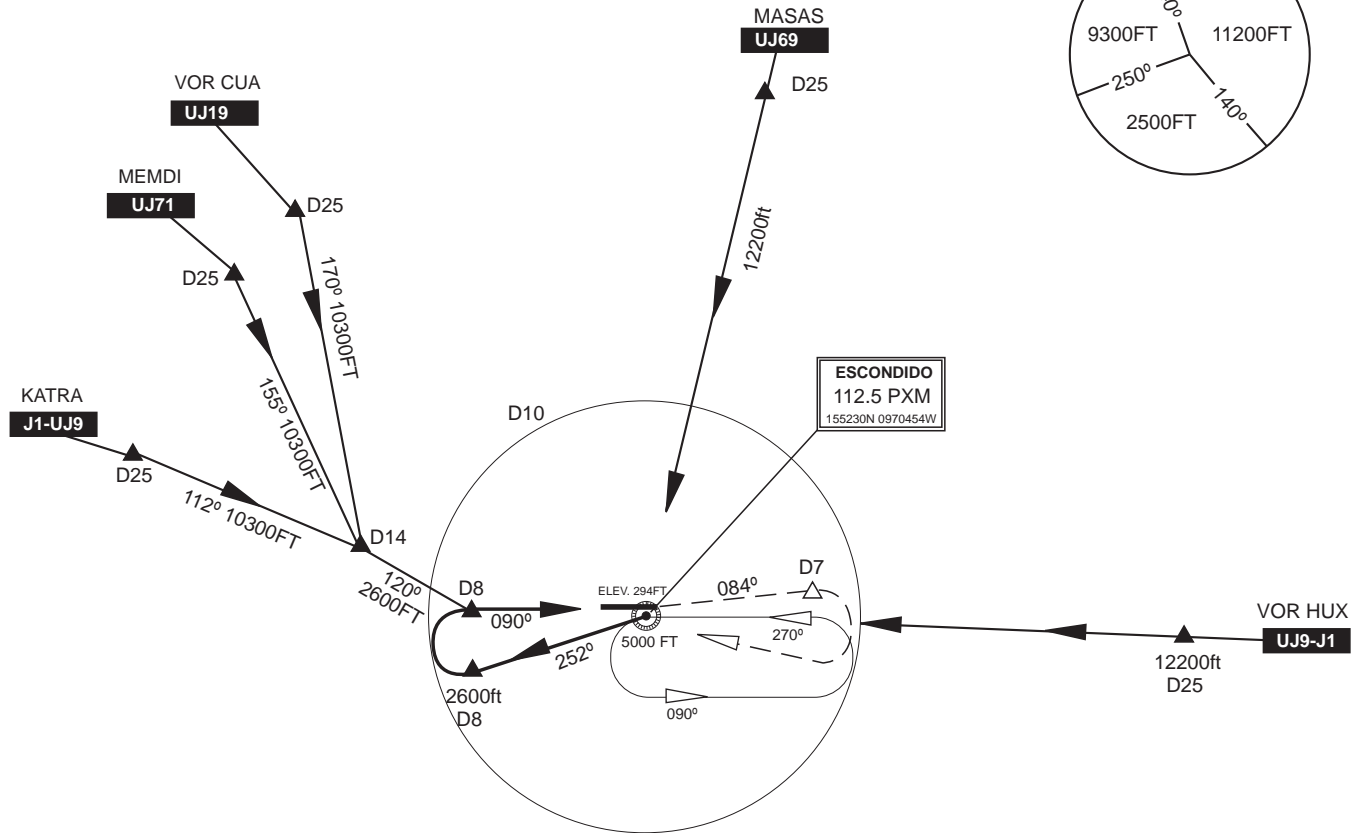 MASAS
UJ69
D25
9300FT
11200FT
250º
140º
2500FT
VOR CUA
UJ19
D25
MEMDI
UJ71
D25
170º 10300FT
155º 10300FT
12200ft
KATRA
J1-UJ9
D25
112º 10300FT
D14
120º
2600FT
D10
ESCONDIDO
112.5 PXM
155230N 0970454W
D8
090º
ELEV. 294FT
084º
D7
5000 FT
270º
252º
2600ft
D8
090º
VOR HUX
UJ9-J1
12200ft
D25